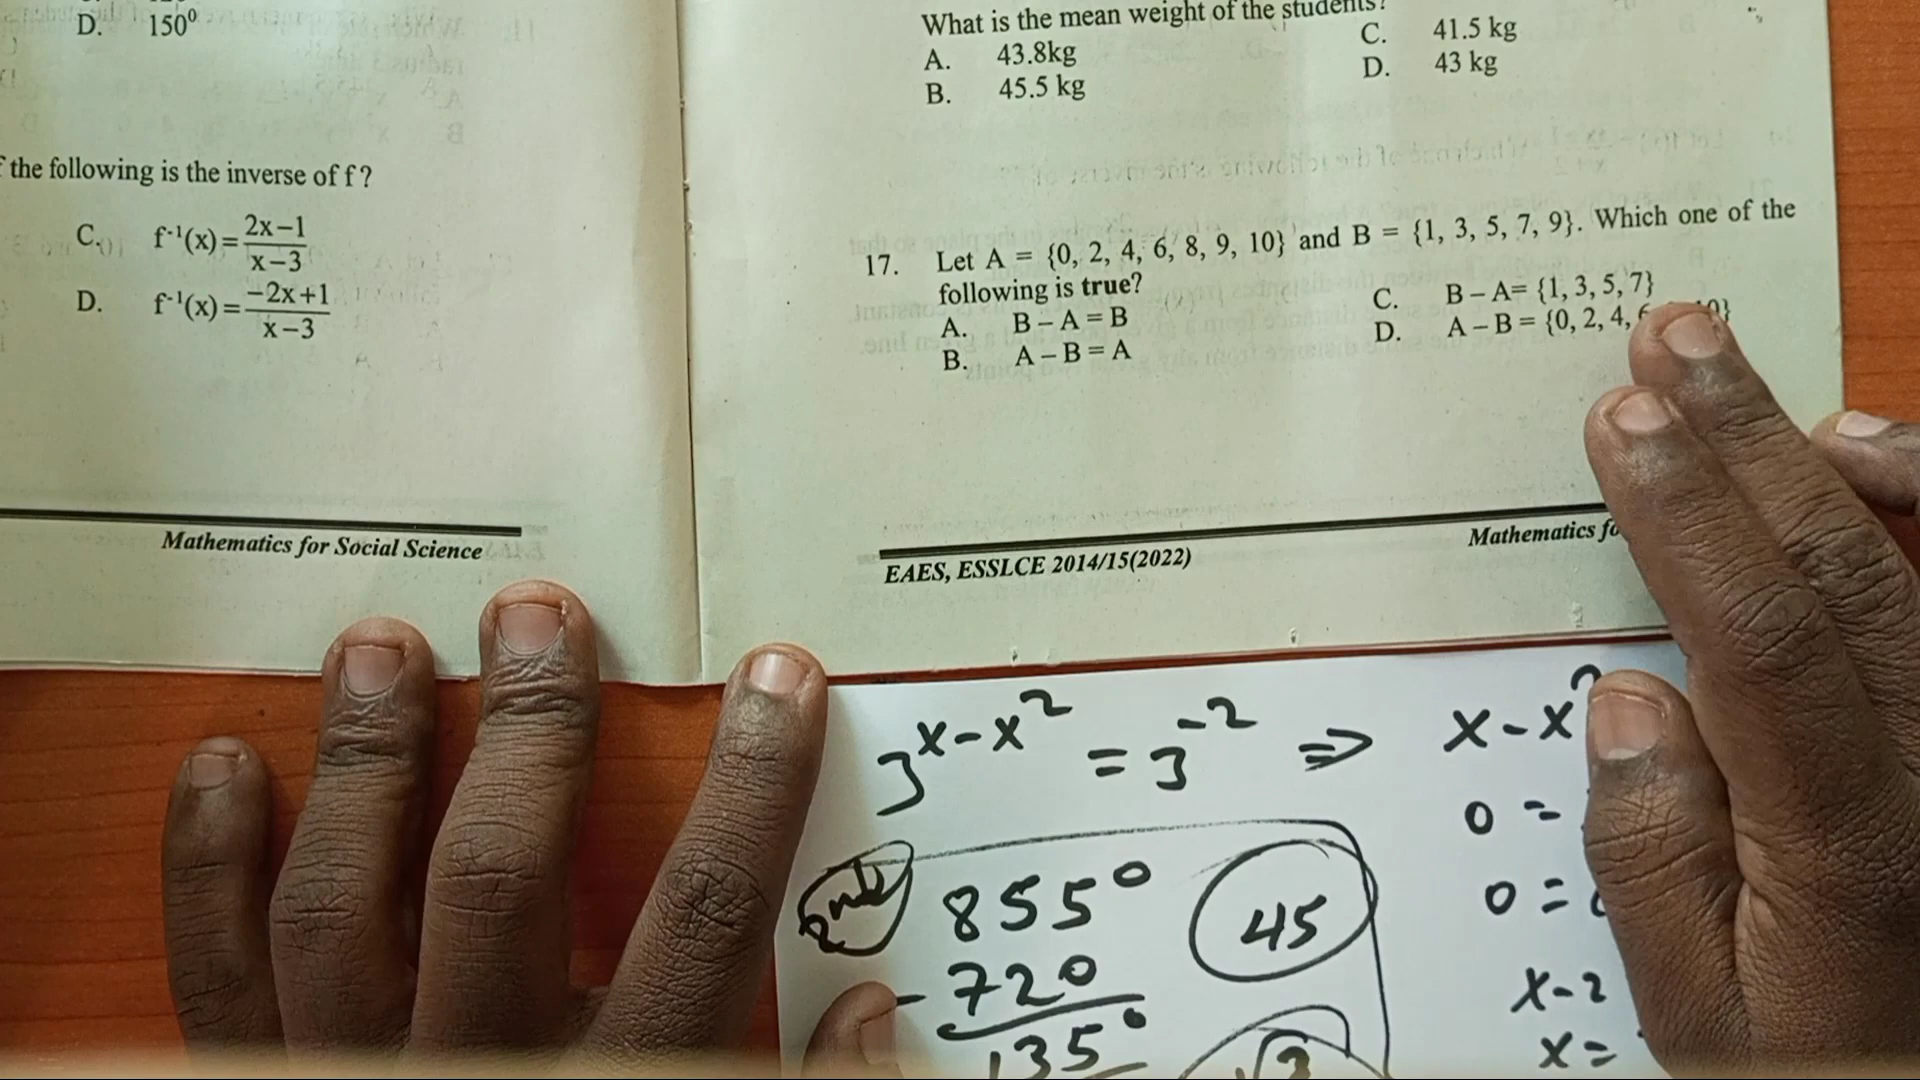 D. 150⁰
the following is the inverse of f ?
C. f⁻¹(x) = 2x−1 / x−3
D. f⁻¹(x) = −2x+1 / x−3
Mathematics for Social Science
What is the mean weight of the students?
A. 43.8kg
B. 45.5 kg
C. 41.5 kg
D. 43 kg
17. Let A = {0, 2, 4, 6, 8, 9, 10} and B = {1, 3, 5, 7, 9}. Which one of the
following is true?
A. B – A = B
B. A – B = A
C. B – A= {1, 3, 5, 7}
D. A – B = {0, 2, 4,
EAES, ESSLCE 2014/15(2022)
Mathematics
3^(x-x²) = 3^(-2) ⇒ x-x²
0 =
0 =
x-2
x=
2nd
855°
- 720
135°
45